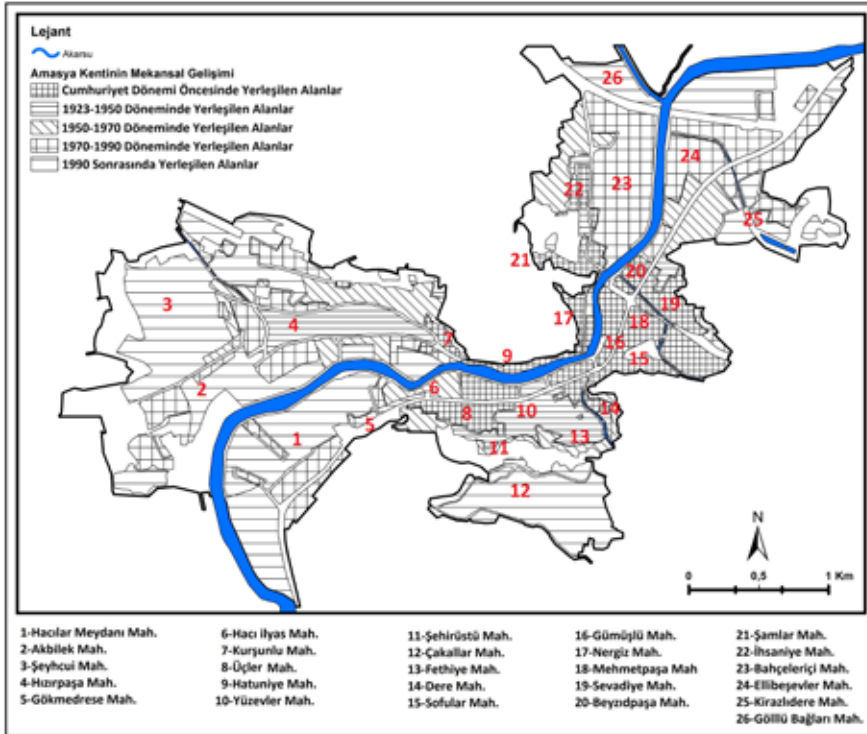 Lejant
Akarsu
Amasya Kentinin Mekansal Gelişimi
Cumhuriyet Dönemi Öncesinde Yerleşilen Alanlar
1923-1950 Döneminde Yerleşilen Alanlar
1950-1970 Döneminde Yerleşilen Alanlar
1970-1990 Döneminde Yerleşilen Alanlar
1990 Sonrasında Yerleşilen Alanlar
26
24
22
23
25
21
20
19
3
17
18
4
16
7
9
15
2
6
8
10
14
5
1
11
13
12
N
0 0,5 1 Km
1-Hacılar Meydanı Mah.
2-Akbilek Mah.
3-Şeyhcui Mah.
4-Hızırpaşa Mah.
5-Gökmedrese Mah.
6-Hacı ilyas Mah.
7-Kurşunlu Mah.
8-Üçler Mah.
9-Hatuniye Mah.
10-Yüzevler Mah.
11-Şehirüstü Mah.
12-Çakallar Mah.
13-Fethiye Mah.
14-Dere Mah.
15-Sofular Mah.
16-Gümüşlü Mah.
17-Nergiz Mah.
18-Mehmetpaşa Mah
19-Sevadiye Mah.
20-Beyzıdpaşa Mah.
21-Şamlar Mah.
22-İhsaniye Mah.
23-Bahçeleriçi Mah.
24-Ellibeşevler Mah.
25-Kirazlıdere Mah.
26-Gölllü Bağları Mah.